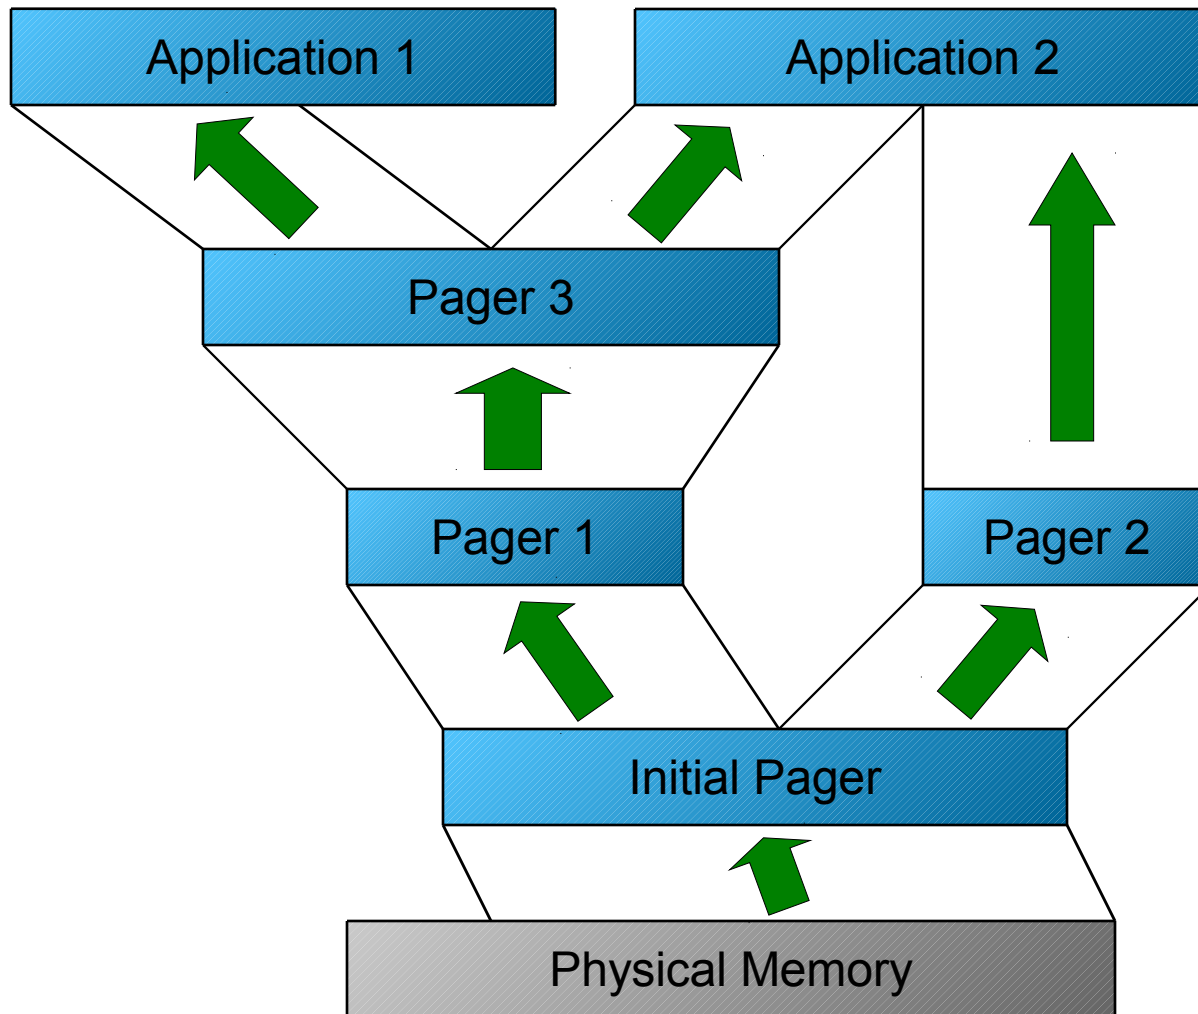 Application 1
Application 2
Pager 3
Pager 1
Pager 2
Initial Pager
Physical Memory